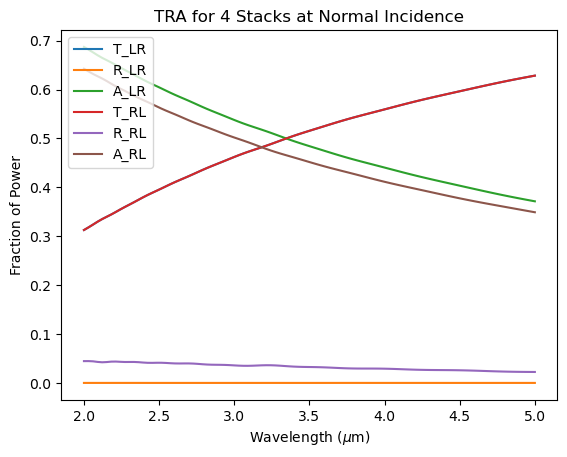 TRA for 4 Stacks at Normal Incidence
0.7
0.6
0.5
0.4
0.3
0.2
0.1
0.0
Fraction of Power
T_LR
R_LR
A_LR
T_RL
R_RL
A_RL
2.0 2.5 3.0 3.5 4.0 4.5 5.0
Wavelength (μm)